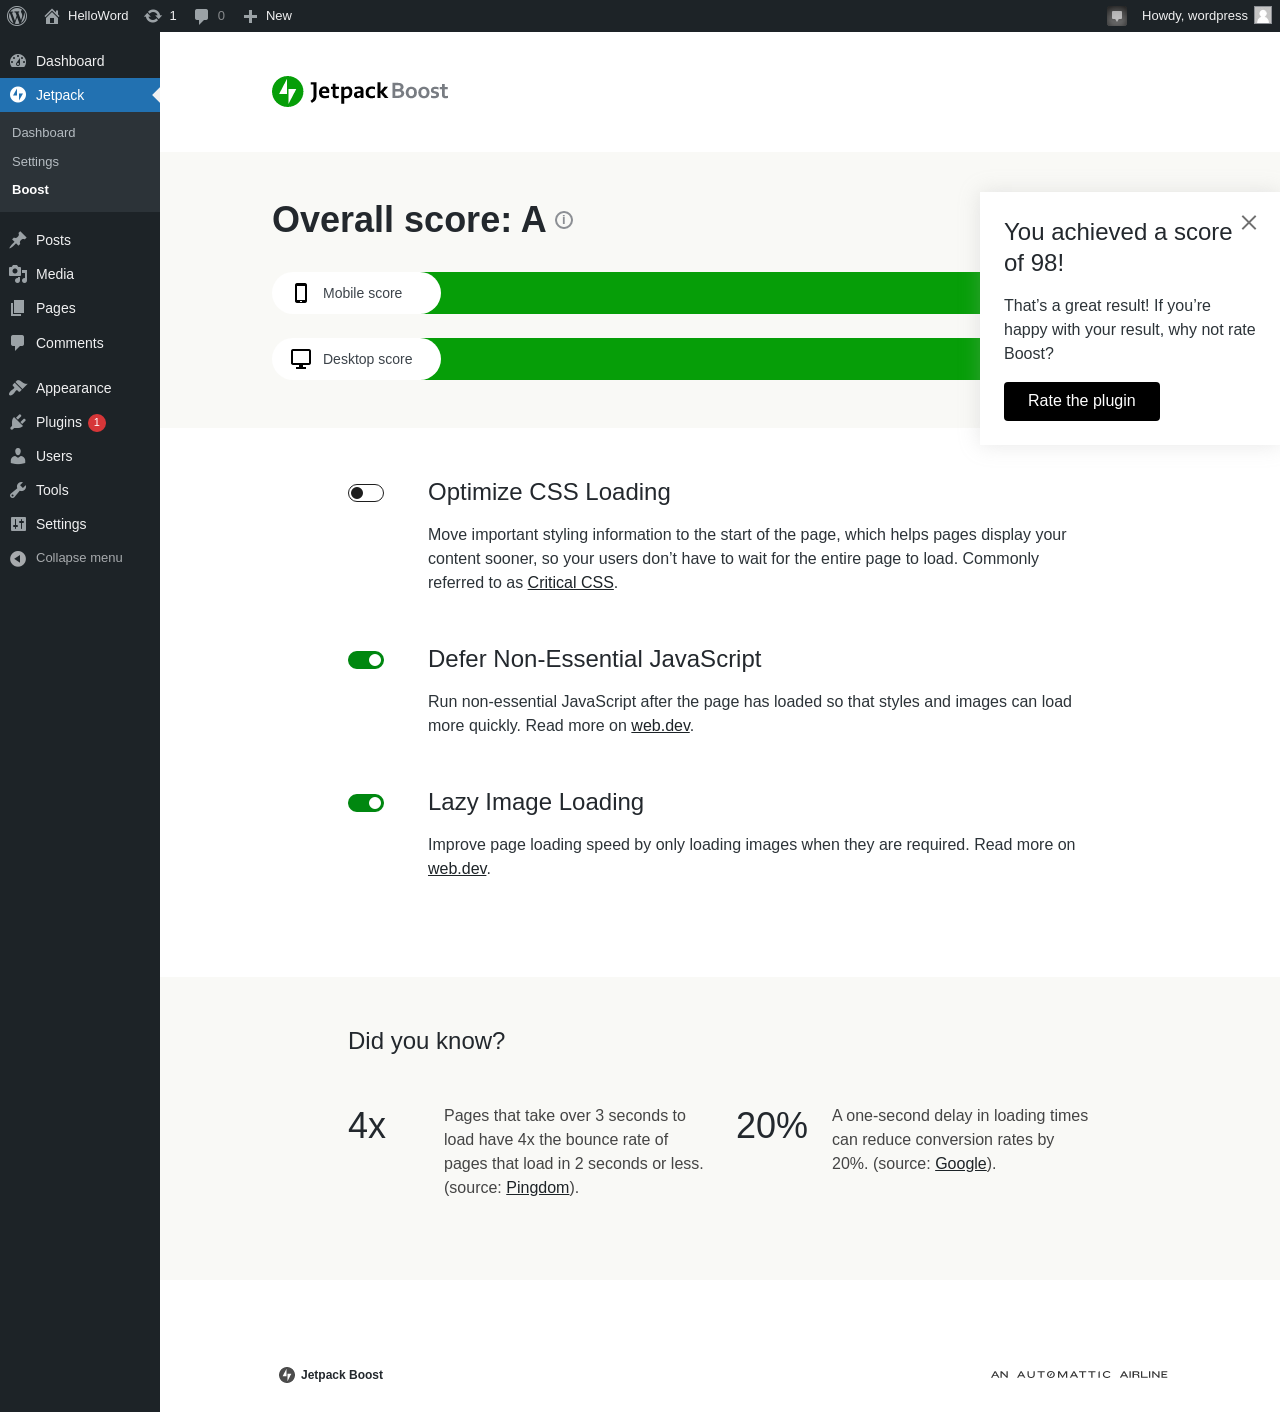 HelloWord 1 0 New Howdy, wordpress
Dashboard
Jetpack
Dashboard
Settings
Boost
Posts
Media
Pages
Comments
Appearance
Plugins 1
Users
Tools
Settings
Collapse menu
Jetpack Boost
Overall score: A
Mobile score
Desktop score
You achieved a score
of 98!
That’s a great result! If you’re
happy with your result, why not rate
Boost?
Rate the plugin
Optimize CSS Loading
Move important styling information to the start of the page, which helps pages display your
content sooner, so your users don’t have to wait for the entire page to load. Commonly
referred to as Critical CSS.
Defer Non-Essential JavaScript
Run non-essential JavaScript after the page has loaded so that styles and images can load
more quickly. Read more on web.dev.
Lazy Image Loading
Improve page loading speed by only loading images when they are required. Read more on
web.dev.
Did you know?
4x
Pages that take over 3 seconds to
load have 4x the bounce rate of
pages that load in 2 seconds or less.
(source: Pingdom).
20%
A one-second delay in loading times
can reduce conversion rates by
20%. (source: Google).
Jetpack Boost
AN AUTOMATTIC AIRLINE